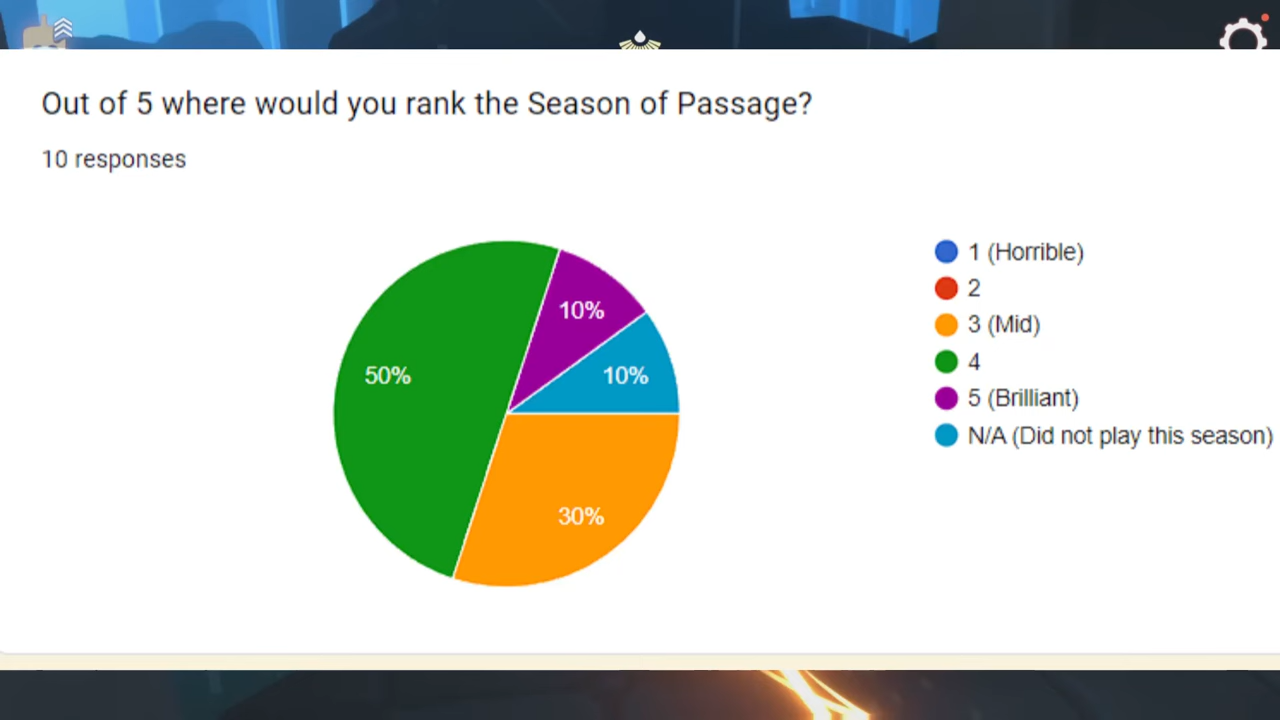 Out of 5 where would you rank the Season of Passage?
10 responses
10%
50%
10%
30%
1 (Horrible)
2
3 (Mid)
4
5 (Brilliant)
N/A (Did not play this season)